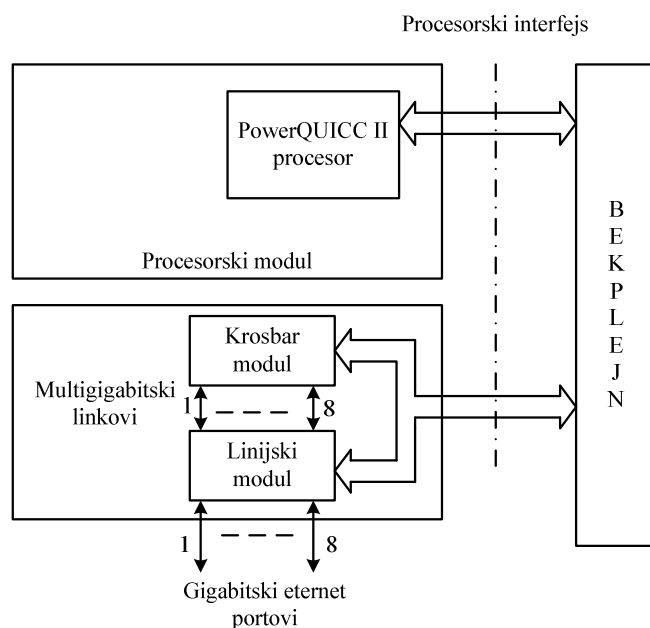 Procesorski interfejs
PowerQUICC II
procesor
Procesorski modul
B
E
K
P
L
E
J
N
Krosbar
modul
Multigigabitski
linkovi
1
8
Linijski
modul
1
8
Gigabitski eternet
portovi